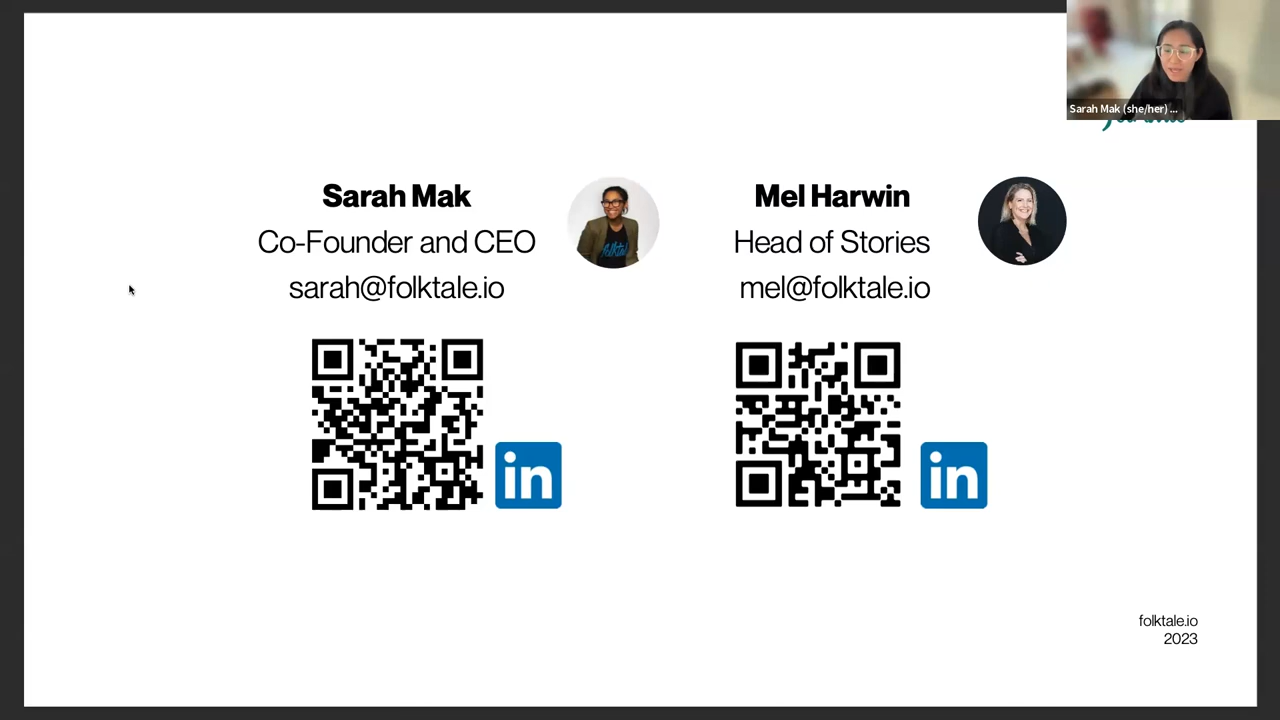 Sarah Mak (she/her) ...
Sarah Mak
Co-Founder and CEO
sarah@folktale.io
Mel Harwin
Head of Stories
mel@folktale.io
in
in
folktale.io
2023